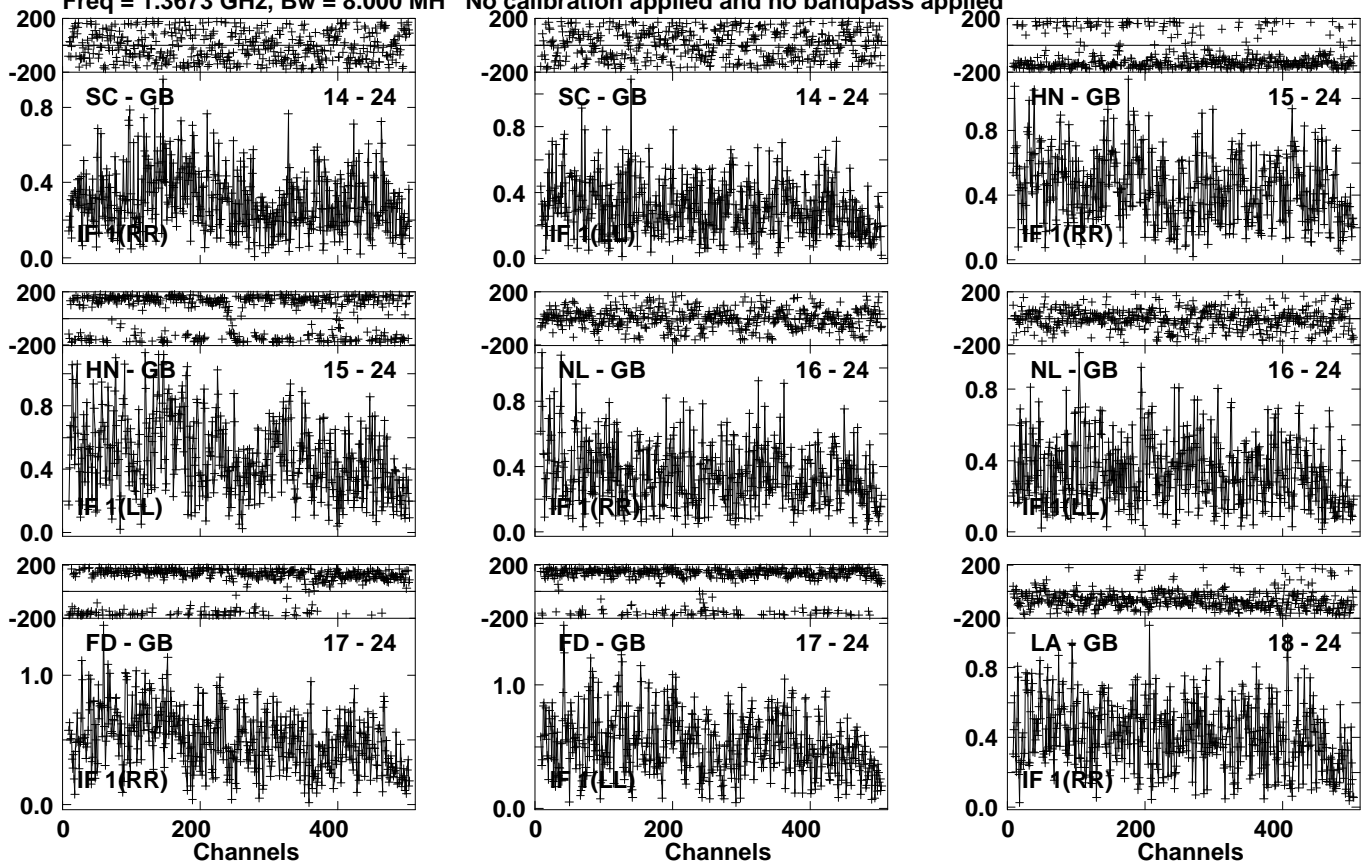 Freq = 1.3673 GHz, Bw = 8.000 MH No calibration applied and no bandpass applied
200 200 200
-200 -200 -200
SC - GB 14 - 24 SC - GB 14 - 24 HN - GB 15 - 24
0.8 0.8 0.8
0.4 0.4 0.4
IF 1(RR) IF 1(LL) IF 1(RR)
0.0 0.0 0.0
200 200 200
-200 -200 -200
HN - GB 15 - 24 NL - GB 16 - 24 NL - GB 16 - 24
0.8 0.8 0.8
0.4 0.4 0.4
IF 1(LL) IF 1(RR) IF 1(LL)
0.0 0.0 0.0
200 200 200
-200 -200 -200
FD - GB 17 - 24 FD - GB 17 - 24 LA - GB 18 - 24
1.0 1.0 0.8
0.4
IF 1(RR) IF 1(LL) IF 1(RR)
0.0 0.0 0.0
0 200 400 0 200 400 0 200 400
Channels Channels Channels